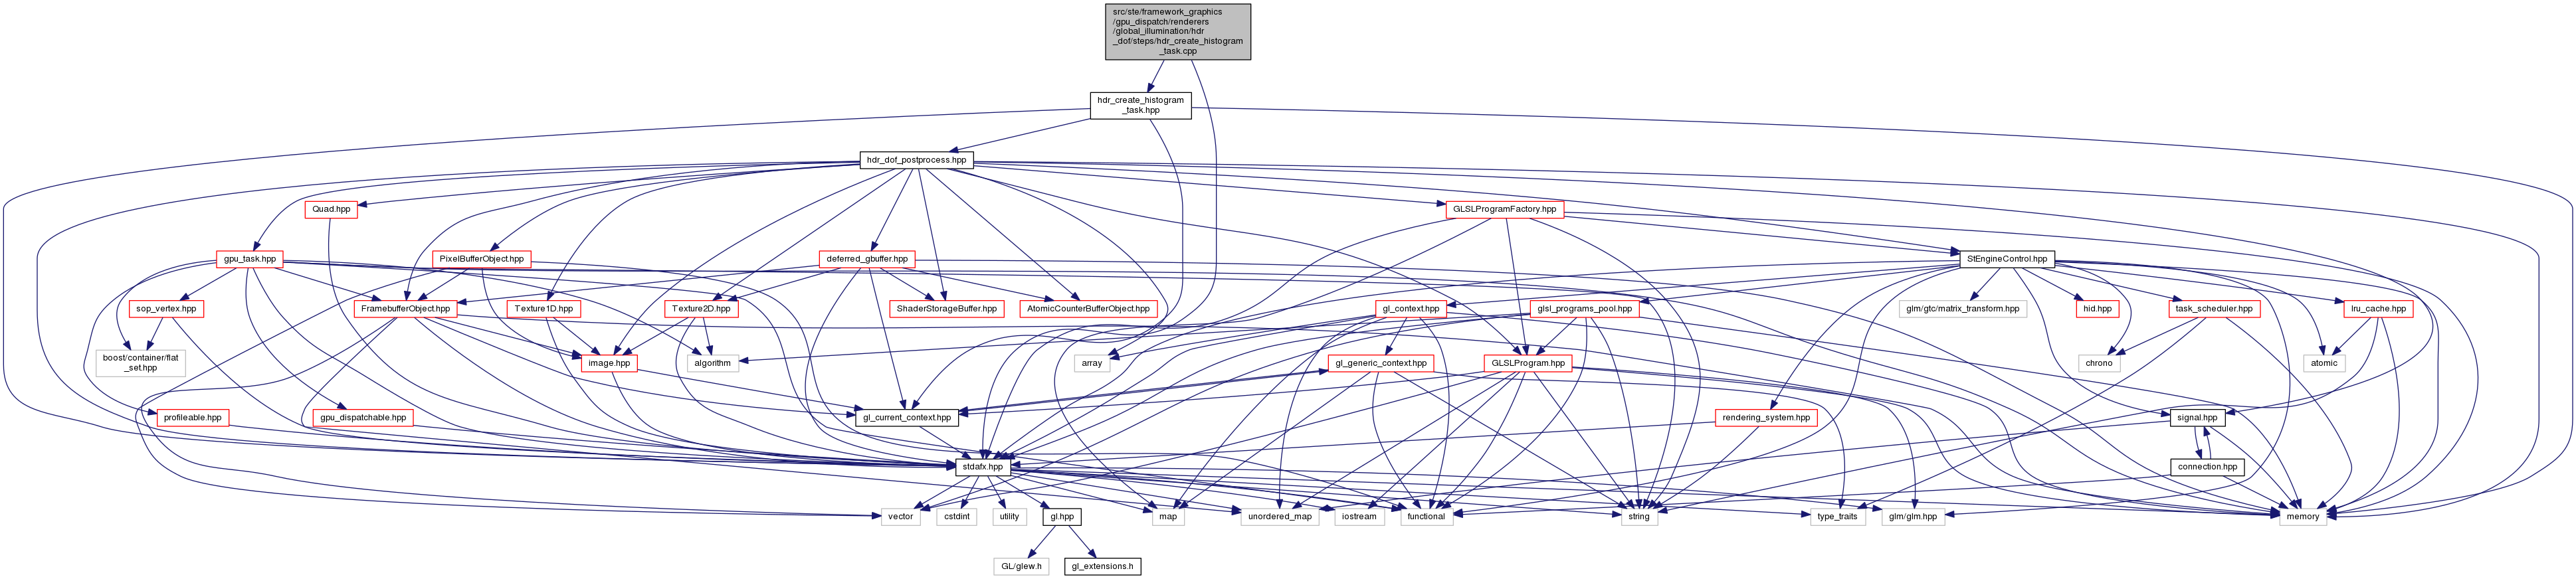 src/ste/framework_graphics
/gpu_dispatch/renderers
/global_illumination/hdr
_dof/steps/hdr_create_histogram
_task.cpp
hdr_create_histogram
_task.hpp
hdr_dof_postprocess.hpp
Quad.hpp
GLSLProgramFactory.hpp
gpu_task.hpp
PixelBufferObject.hpp
deferred_gbuffer.hpp
StEngineControl.hpp
sop_vertex.hpp
FramebufferObject.hpp
Texture1D.hpp
Texture2D.hpp
ShaderStorageBuffer.hpp
AtomicCounterBufferObject.hpp
gl_context.hpp
glsl_programs_pool.hpp
glm/gtc/matrix_transform.hpp
hid.hpp
task_scheduler.hpp
lru_cache.hpp
boost/container/flat
_set.hpp
image.hpp
algorithm
array
gl_generic_context.hpp
GLSLProgram.hpp
chrono
atomic
profileable.hpp
gpu_dispatchable.hpp
gl_current_context.hpp
rendering_system.hpp
signal.hpp
stdafx.hpp
connection.hpp
vector
cstdint
utility
gl.hpp
map
unordered_map
iostream
functional
string
type_traits
glm/glm.hpp
memory
GL/glew.h
gl_extensions.h